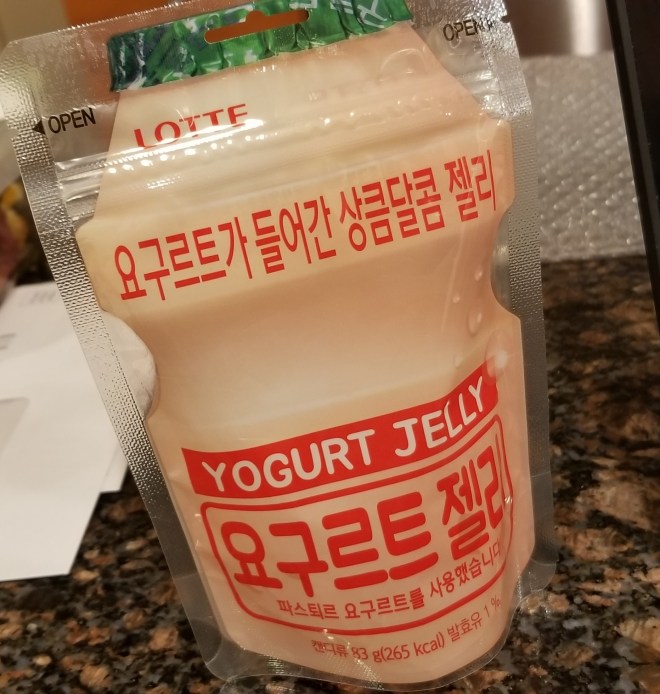 OPEN
◀ OPEN
LOTTE
요구르트가 들어간 상큼달콤 젤리
YOGURT JELLY
요구르트 젤리
파스퇴르 요구르트를 사용했습니다
캔디류 83 g(265 kcal) 발효유 1 %